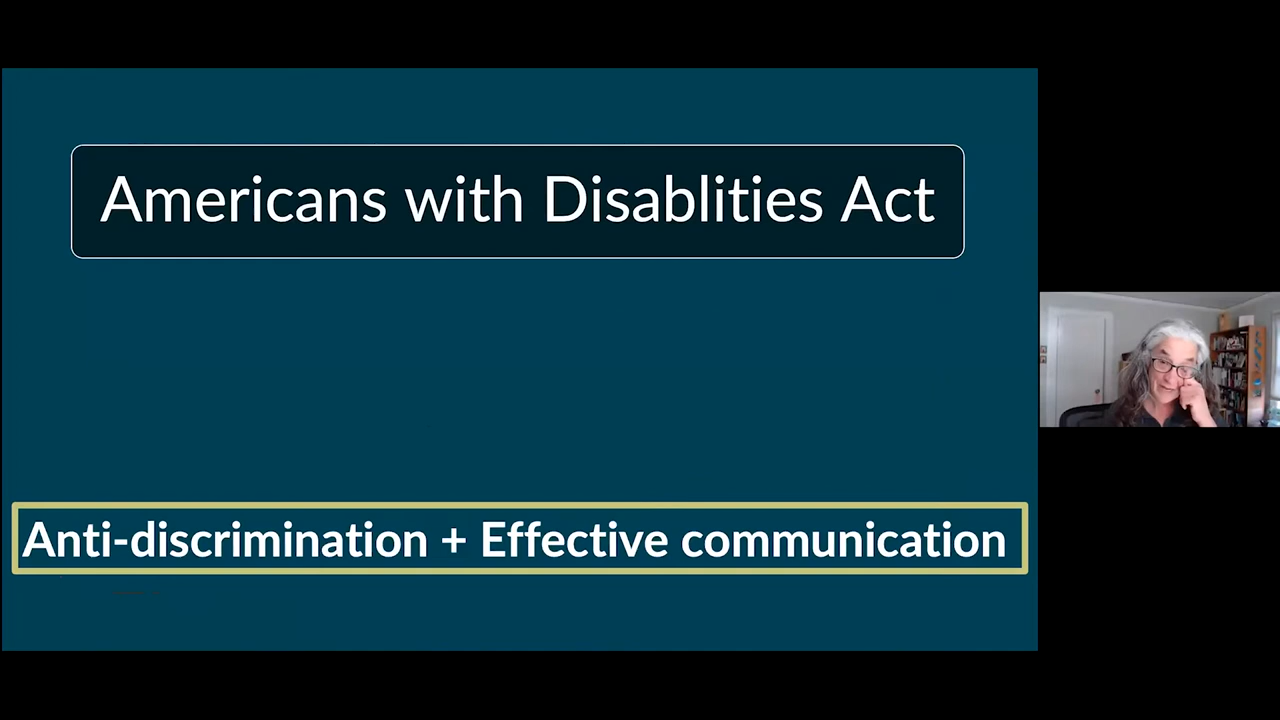 Americans with Disablities Act
Anti-discrimination + Effective communication